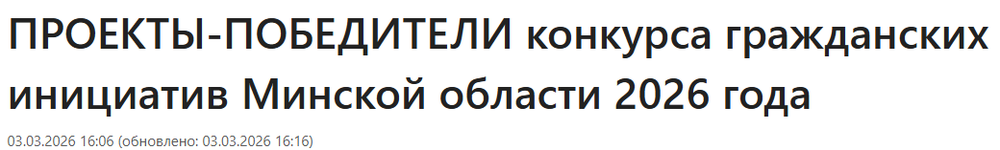 ПРОЕКТЫ-ПОБЕДИТЕЛИ конкурса гражданских
инициатив Минской области 2026 года
03.03.2026 16:06 (обновлено: 03.03.2026 16:16)